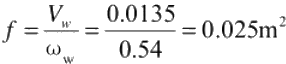 f = V_w / ω_w = 0.0135 / 0.54 = 0.025m²